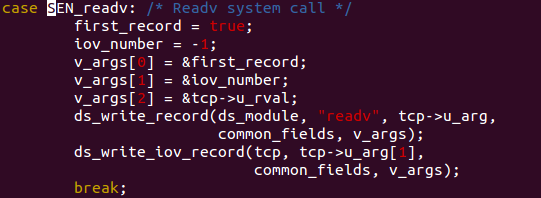 case SEN_readv: /* Readv system call */
first_record = true;
iov_number = -1;
v_args[0] = &first_record;
v_args[1] = &iov_number;
v_args[2] = &tcp->u_rval;
ds_write_record(ds_module, "readv", tcp->u_arg,
common_fields, v_args);
ds_write_iov_record(tcp, tcp->u_arg[1],
common_fields, v_args);
break;